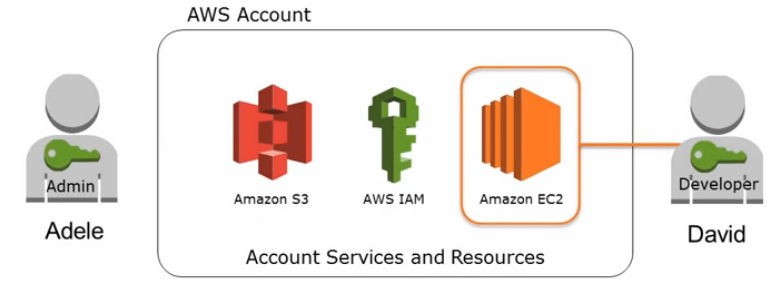 AWS Account
Admin
Adele
Amazon S3
AWS IAM
Amazon EC2
Account Services and Resources
Developer
David